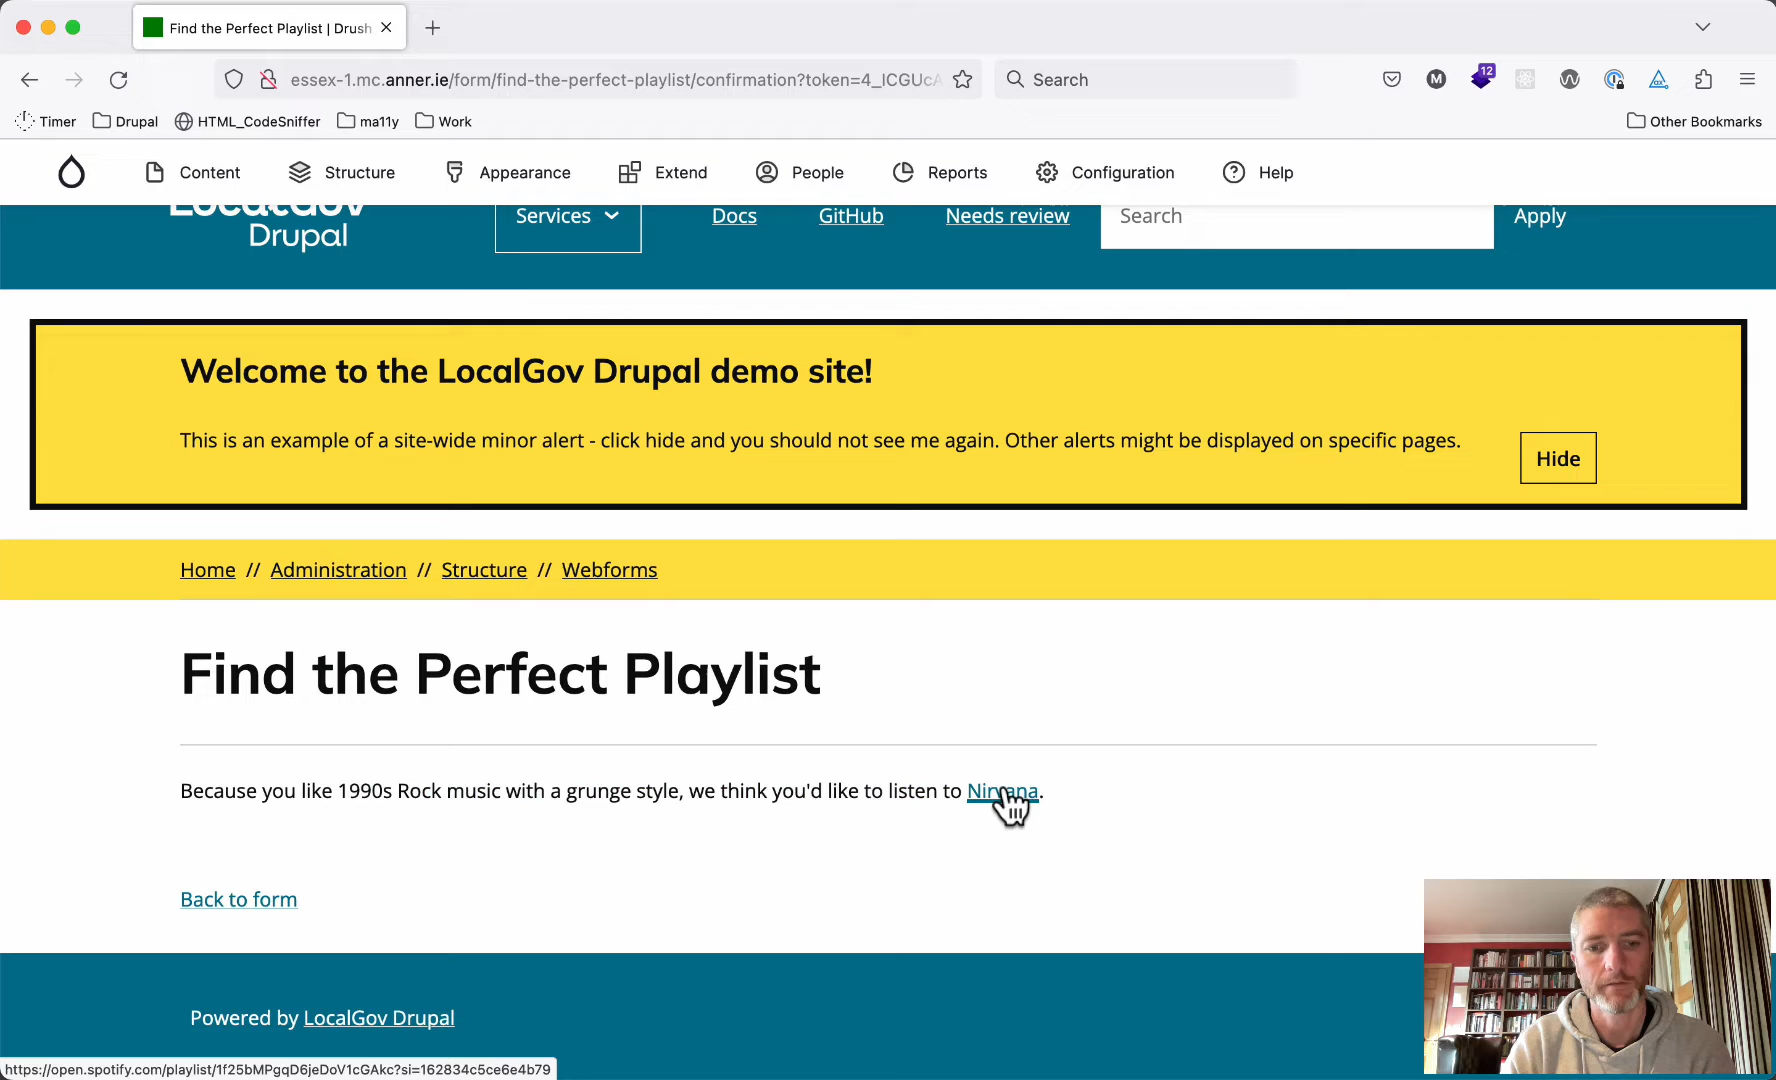 Find the Perfect Playlist | Drush
essex-1.mc.anner.ie/form/find-the-perfect-playlist/confirmation?token=4_ICGUcA
Search
12
M
Timer
Drupal
HTML_CodeSniffer
ma11y
Work
Other Bookmarks
Content
Structure
Appearance
Extend
People
Reports
Configuration
Help
LocalGov
Drupal
Services
Docs
GitHub
Needs review
Search
Apply
Welcome to the LocalGov Drupal demo site!
This is an example of a site-wide minor alert - click hide and you should not see me again. Other alerts might be displayed on specific pages.
Hide
Home // Administration // Structure // Webforms
Find the Perfect Playlist
Because you like 1990s Rock music with a grunge style, we think you'd like to listen to Nirvana.
Back to form
Powered by LocalGov Drupal
https://open.spotify.com/playlist/1f25bMPgqD6jeDoV1cGAkc?si=162834c5ce6e4b79